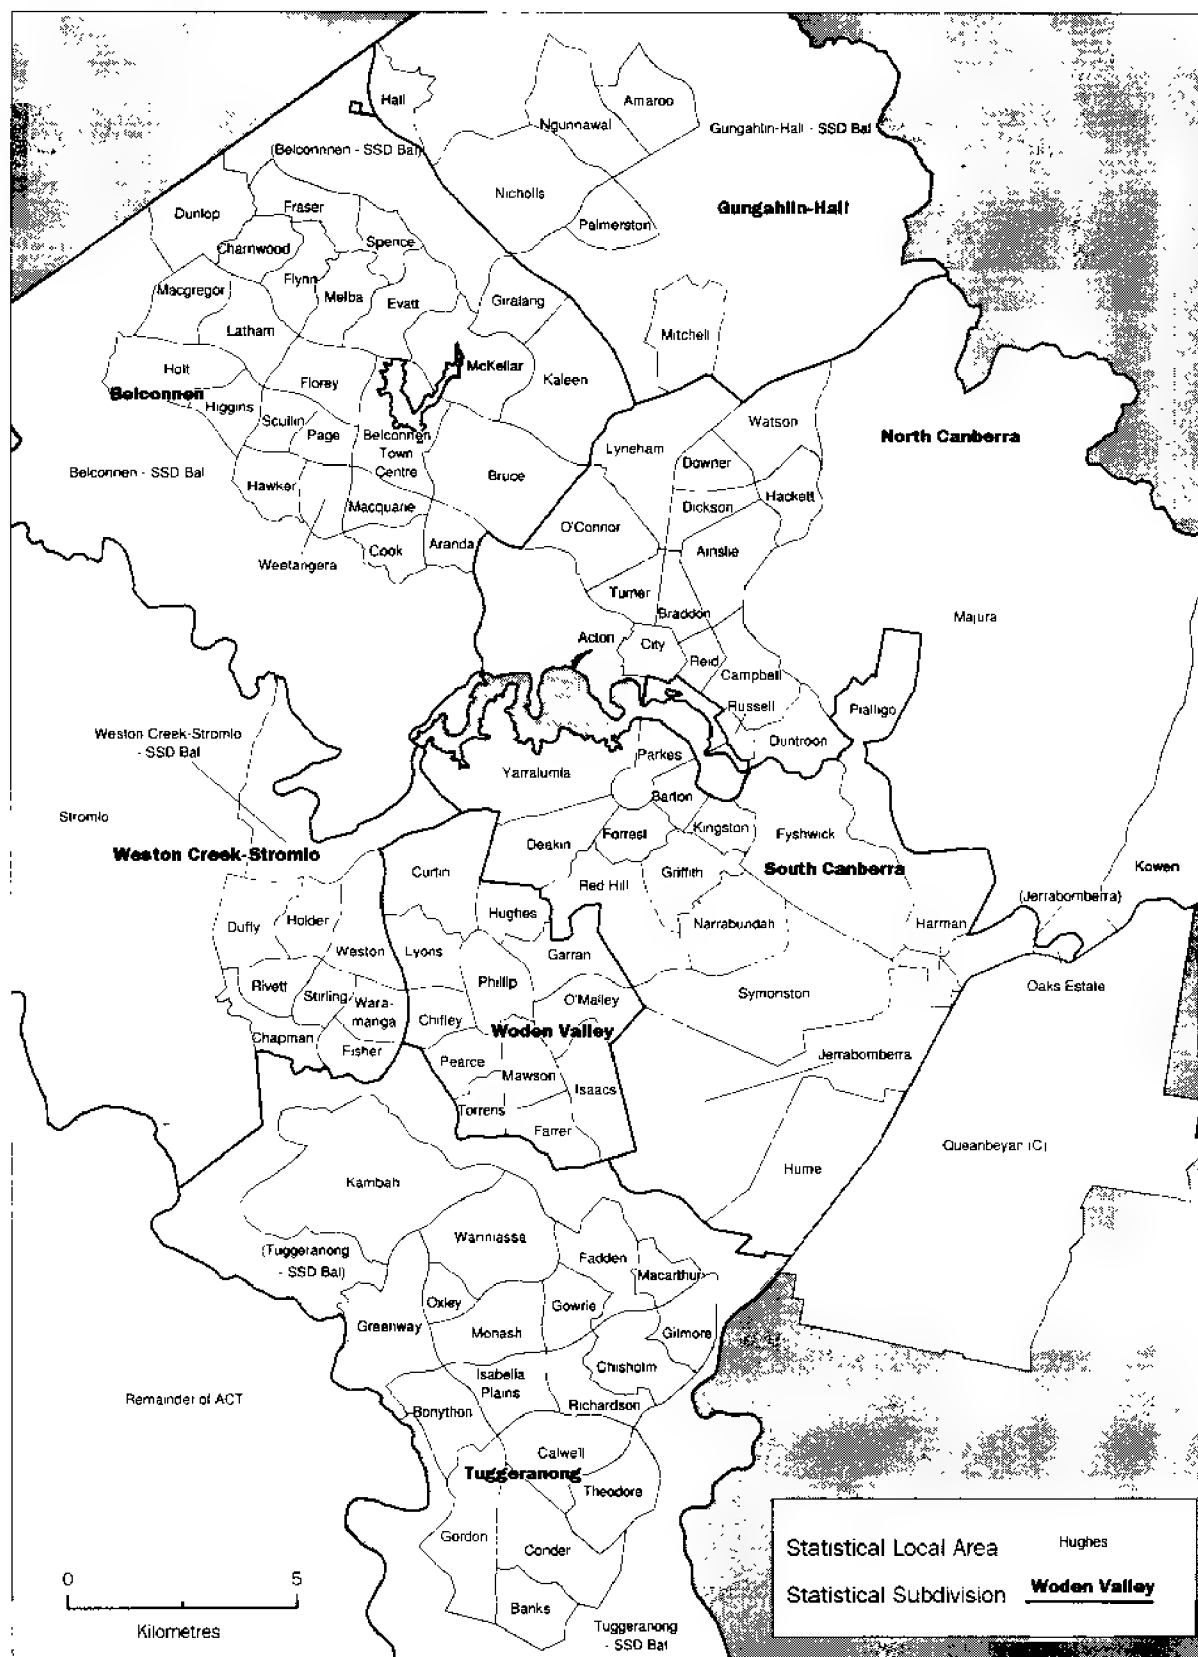 Hall
Amaroo
Ngunnawal
Gungahlin-Hall - SSD Bal
(Belconnnen - SSD Bal)
Nicholls
Gungahlin-Hall
Dunlop
Fraser
Palmerston
Charnwood
Spence
Flynn
Macgregor
Melba
Evatt
Giralang
Latham
Mitchell
Holt
Florey
McKellar
Kaleen
Belconnen
Higgins
Scullin
Page
Belconnen
Town
Centre
Watson
North Canberra
Lyneham
Downer
Belconnen - SSD Bal
Bruce
Hawker
Hackett
Macquarie
Dickson
O'Connor
Cook
Aranda
Ainslie
Weetangera
Turner
Braddon
Majura
Acton
City
Reid
Campbell
Russell
Pialligo
Weston Creek-Stromlo
- SSD Bal
Duntroon
Parkes
Yarralumla
Barton
Stromlo
Kingston
Fyshwick
Forrest
Deakin
Weston Creek-Stromlo
South Canberra
Kowen
Curtin
Griffith
Red Hill
(Jerrabomberra)
Hughes
Holder
Duffy
Narrabundah
Harman
Weston
Lyons
Garran
Rivett
Phillip
Oaks Estate
Stirling
Wara-
manga
O'Malley
Symonston
Chifley
Woden Valley
Chapman
Fisher
Jerrabomberra
Pearce
Mawson
Isaacs
Torrens
Farrer
Queanbeyan (C)
Kambah
Hume
Wanniassa
(Tuggeranong
- SSD Bal)
Fadden
Macarthur
Oxley
Gowrie
Greenway
Monash
Gilmore
Chisholm
Isabella
Plains
Remainder of ACT
Bonython
Richardson
Calwell
Tuggeranong
Theodore
Gordon
Conder
Statistical Local Area Hughes
Statistical Subdivision Woden Valley
0 5
Kilometres
Banks
Tuggeranong
- SSD Bal